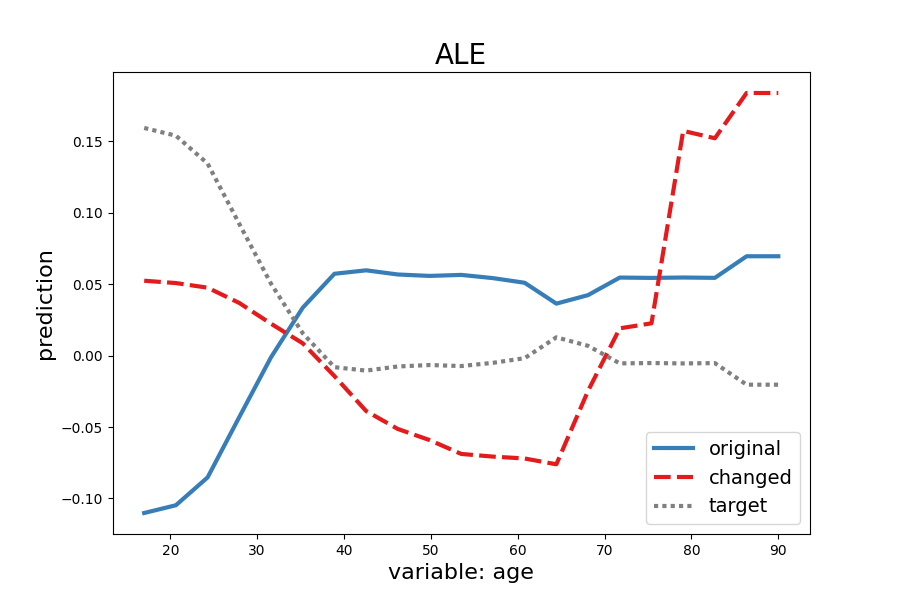 ALE
prediction
0.15
0.10
0.05
0.00
−0.05
−0.10
20 30 40 50 60 70 80 90
variable: age
original
changed
target